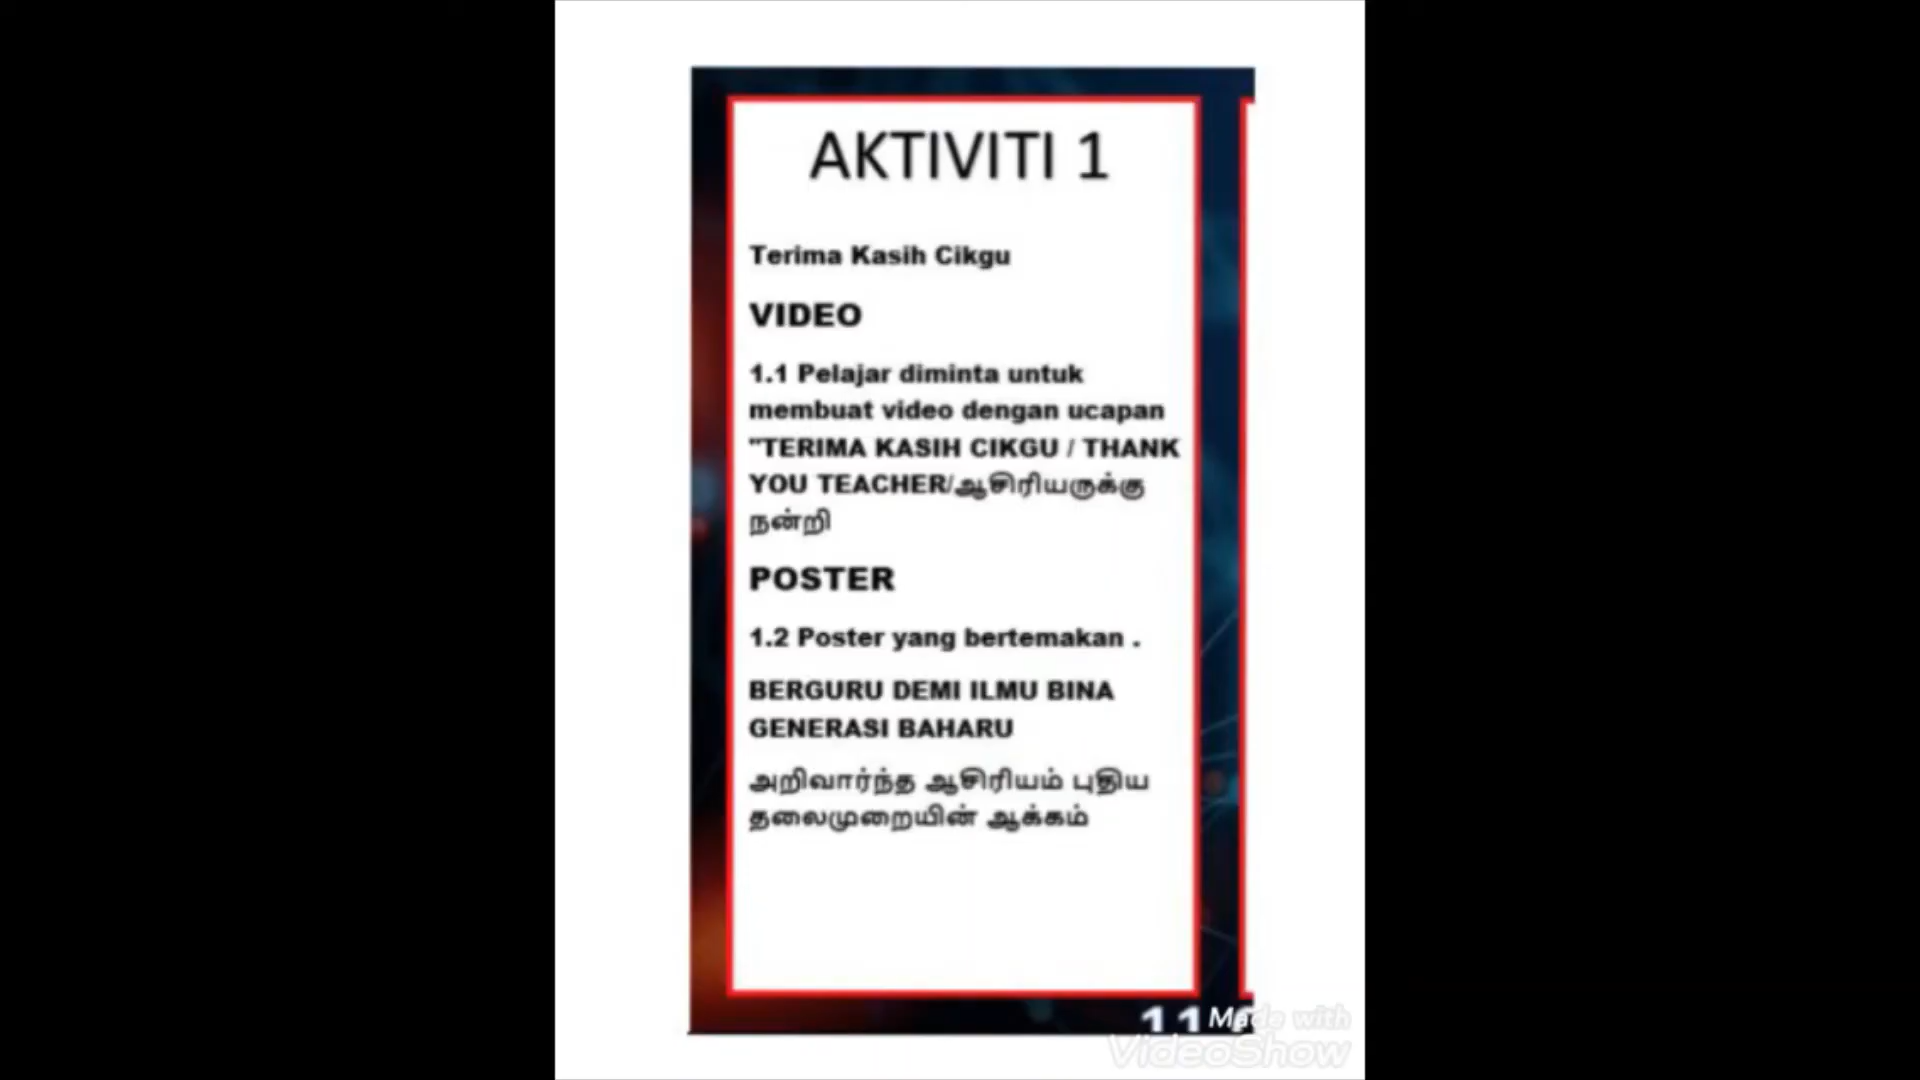 AKTIVITI 1
Terima Kasih Cikgu
VIDEO
1.1 Pelajar diminta untuk
membuat video dengan ucapan
"TERIMA KASIH CIKGU / THANK
YOU TEACHER/ஆசிரியருக்கு
நன்றி
POSTER
1.2 Poster yang bertemakan .
BERGURU DEMI ILMU BINA
GENERASI BAHARU
அறிவார்ந்த ஆசிரியம் புதிய
தலைமுறையின் ஆக்கம்
11
Made with
VideoShow